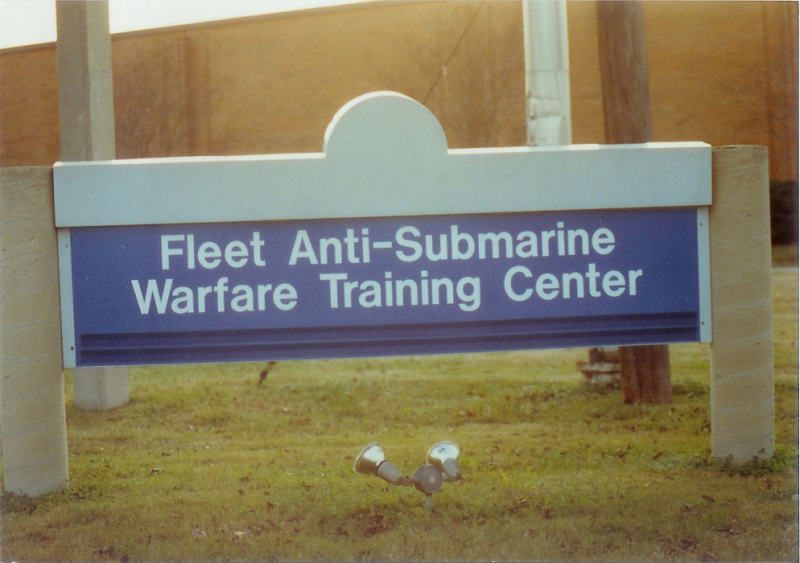 Fleet Anti-Submarine
Warfare Training Center